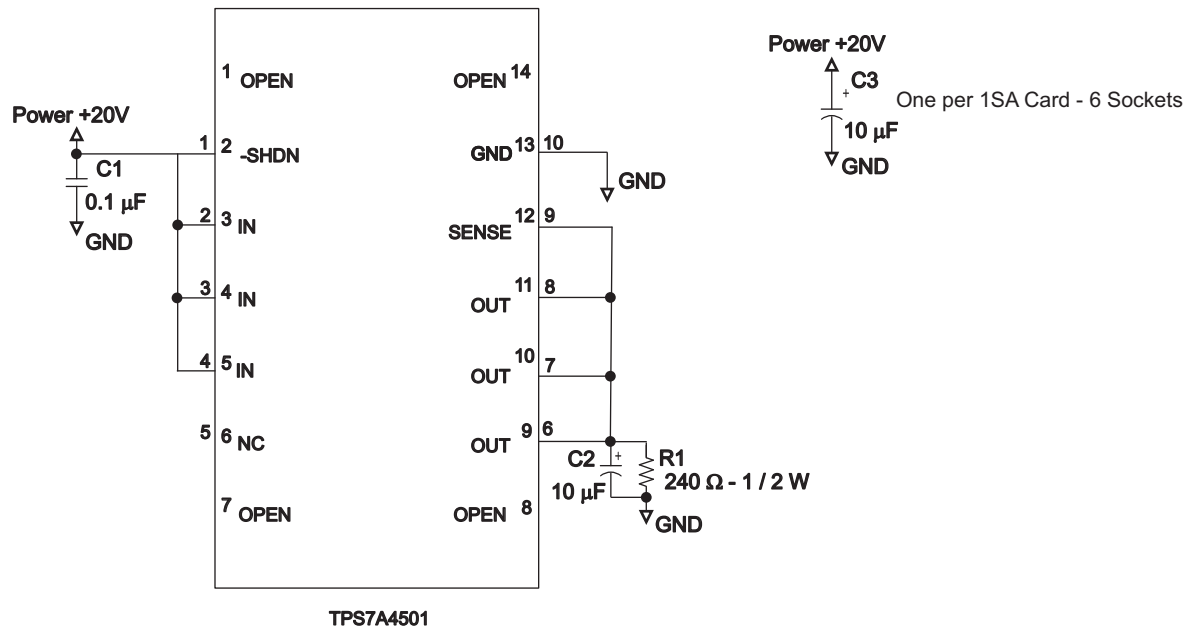 Power +20V
C1
0.1 µF
GND
1 OPEN
1 2 -SHDN
2 3 IN
3 4 IN
4 5 IN
5 6 NC
7 OPEN
OPEN 14
GND 13 10
GND
SENSE 12 9
OUT 11 8
OUT 10 7
OUT 9 6
OPEN 8
C2 +
10 µF
R1
240 Ω - 1 / 2 W
GND
TPS7A4501
Power +20V
+ C3
10 µF
GND
One per 1SA Card - 6 Sockets